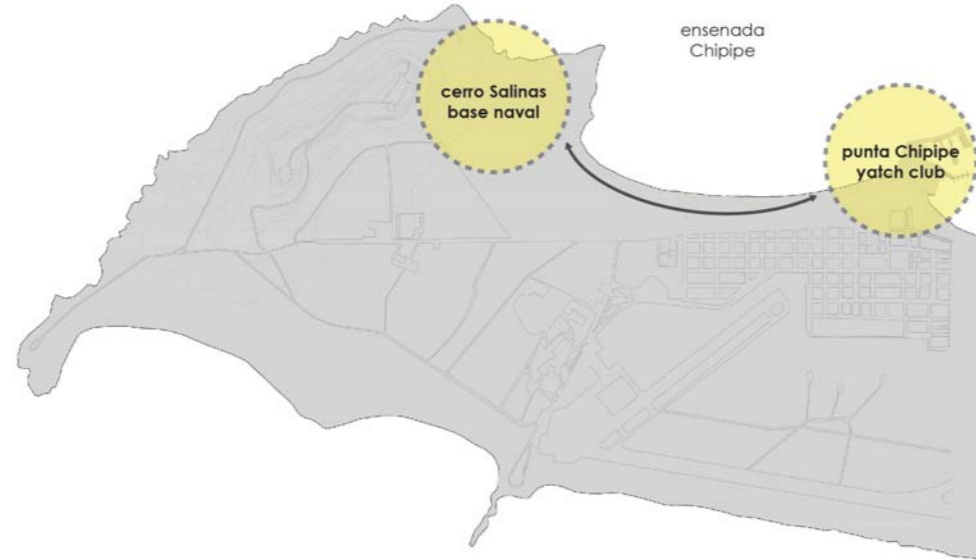 ensenada
Chipipe
cerro Salinas
base naval
punta Chipipe
yatch club